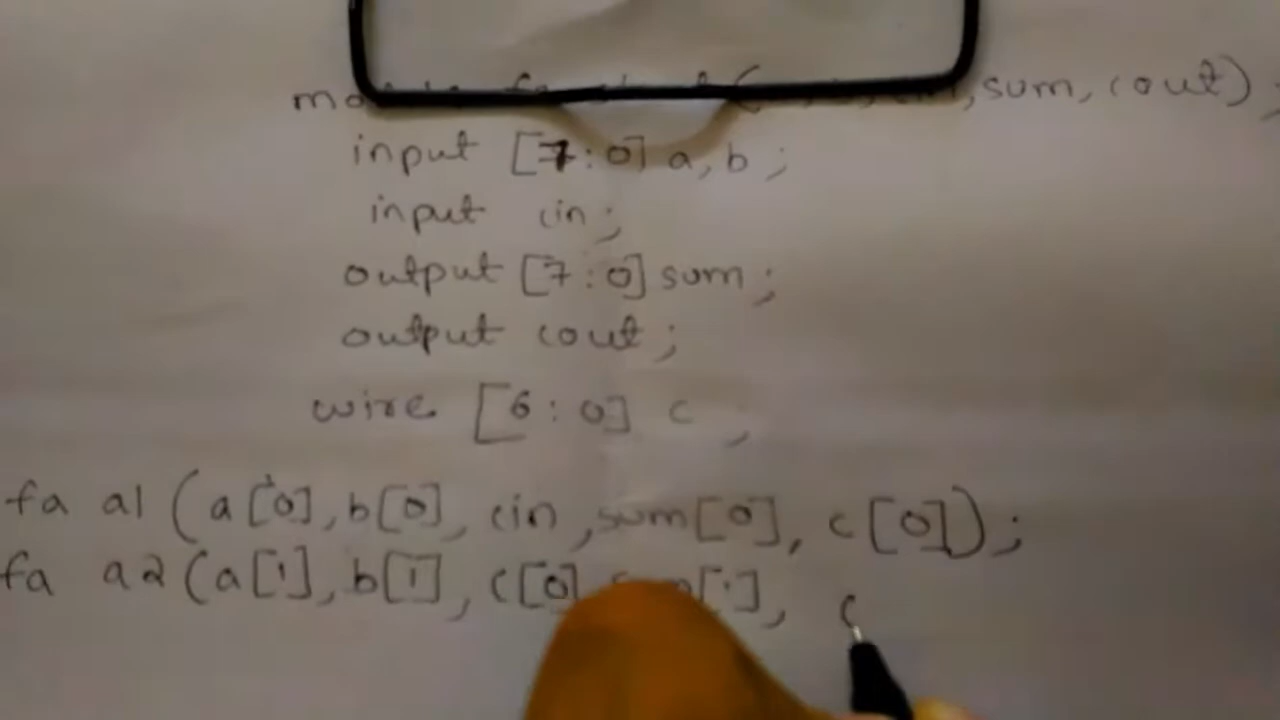 sum, cout);
input [7:0] a, b;
input cin;
output [7:0] sum;
output cout;
wire [6:0] c;
fa a1 (a[0], b[0], cin, sum[0], c[0]);
fa a2 (a[1], b[1], c[0] [1], c